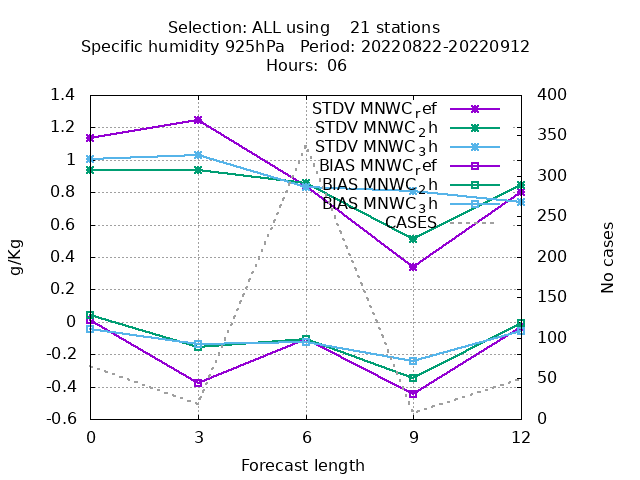 Selection: ALL using    21 stations
Specific humidity 925hPa   Period: 20220822-20220912
Hours:  06
1.4
1.2
1
0.8
0.6
0.4
0.2
0
-0.2
-0.4
-0.6
400
350
300
250
200
150
100
50
0
0
3
6
9
12
g/Kg
No cases
Forecast length
STDV MNWC_ref
STDV MNWC_2h
STDV MNWC_3h
BIAS MNWC_ref
BIAS MNWC_2h
BIAS MNWC_3h
CASES